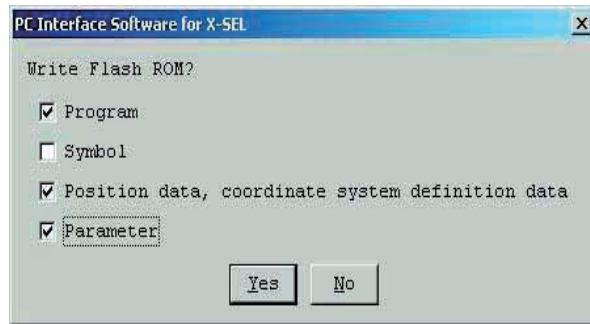 PC Interface Software for X-SEL
Write Flash ROM?
Program
Symbol
Position data, coordinate system definition data
Parameter
Yes No